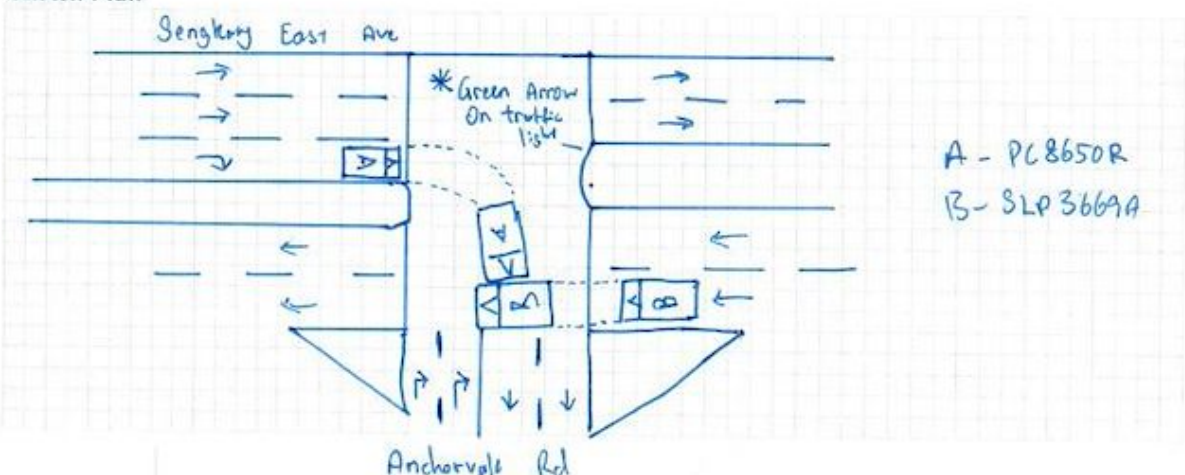 Sengkang East Ave
* Green Arrow
On traffic
light
A
A
B
B
A - PC8650R
B - SLP3669A
Anchorvale Rd